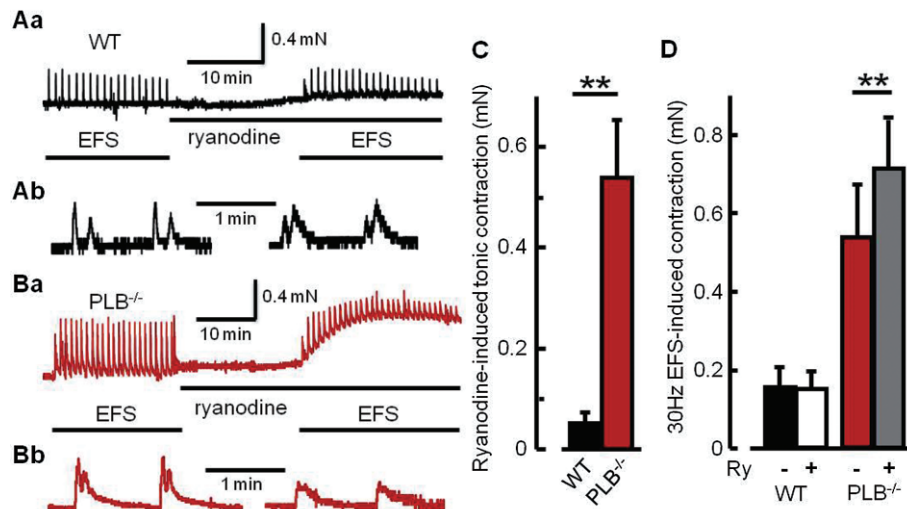 Aa
WT
0.4 mN
10 min
EFS
ryanodine
EFS
Ab
1 min
Ba
PLB-/-
0.4 mN
10 min
EFS
ryanodine
EFS
Bb
1 min
C
Ryanodine-induced tonic contraction (mN)
**
0.6
0.4
0.2
0
WT
PLB-/-
D
30Hz EFS-induced contraction (mN)
**
0.8
0.6
0.4
0.2
0
Ry - + - +
WT PLB-/-